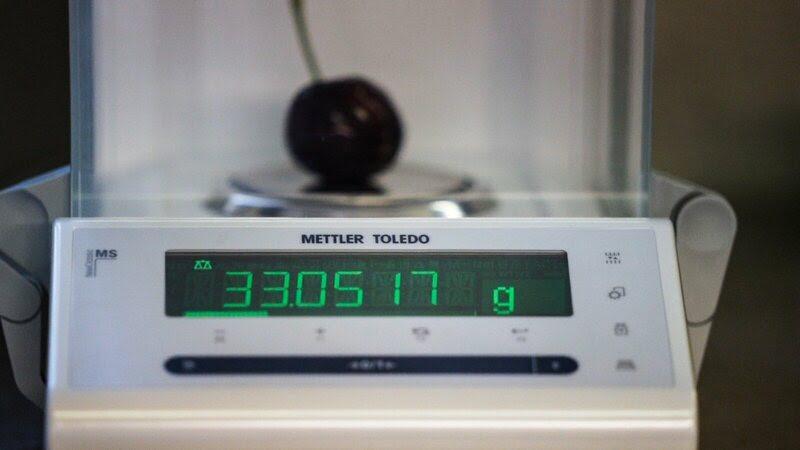 METTLER TOLEDO
MS
33.0517 g